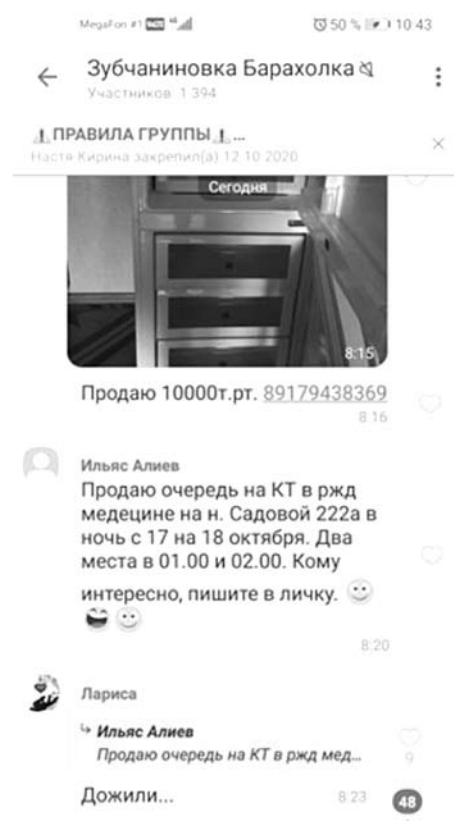 MegaFon #1 46
50 % 10 43
Зубчаниновка Барахолка
Участников 1 394
ПРАВИЛА ГРУППЫ ...
Настя Кирина закрепил(а) 12 10 2020
Сегодня
8:15
Продаю 10000т.рт. 89179438369
8 16
Ильяс Алиев
Продаю очередь на КТ в ржд
медецине на н. Садовой 222а в
ночь с 17 на 18 октября. Два
места в 01.00 и 02.00. Кому
интересно, пишите в личку.
8:20
Лариса
Ильяс Алиев
Продаю очередь на КТ в ржд мед...
9
Дожили...
8 23
48